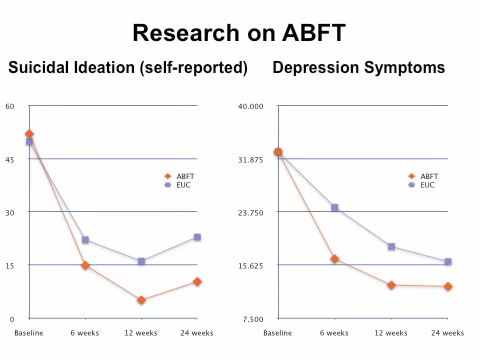 Research on ABFT
Suicidal Ideation (self-reported)
Depression Symptoms
60
45
30
15
0
ABFT
EUC
Baseline 6 weeks 12 weeks 24 weeks
40.000
31.875
23.750
15.625
7.500
ABFT
EUC
Baseline 6 weeks 12 weeks 24 weeks